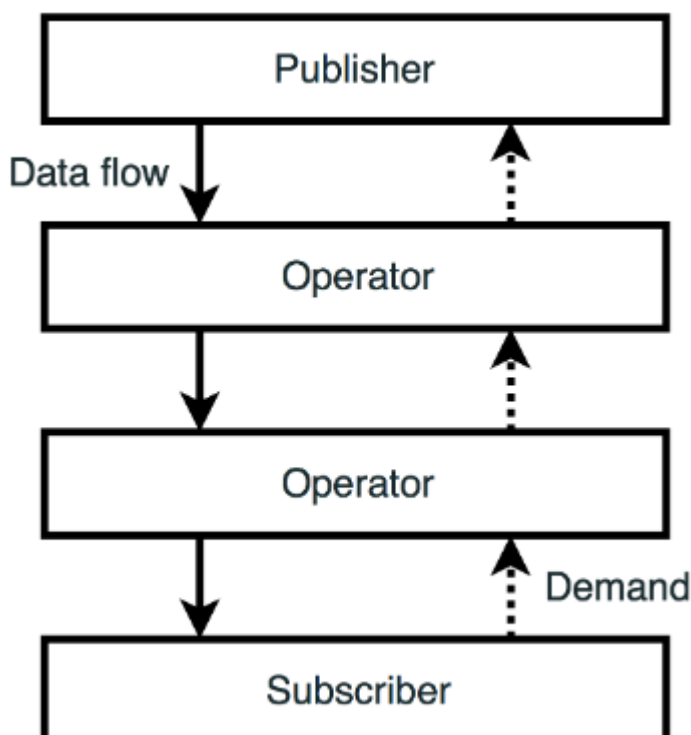 Publisher
Data flow
Operator
Operator
Demand
Subscriber